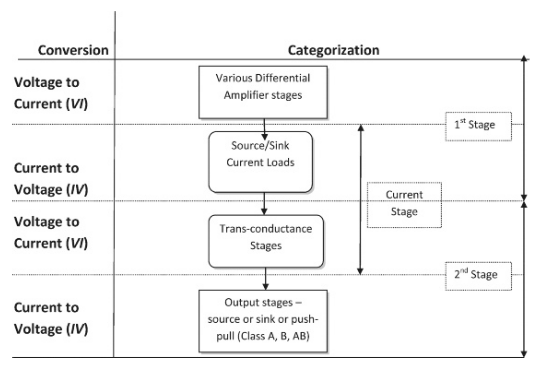 Conversion
Categorization
Voltage to
Current (VI)
Various Differential
Amplifier stages
1st Stage
Source/Sink
Current Loads
Current to
Voltage (IV)
Current
Stage
Voltage to
Current (VI)
Trans-conductance
Stages
2nd Stage
Current to
Voltage (IV)
Output stages –
source or sink or push-
pull (Class A, B, AB)